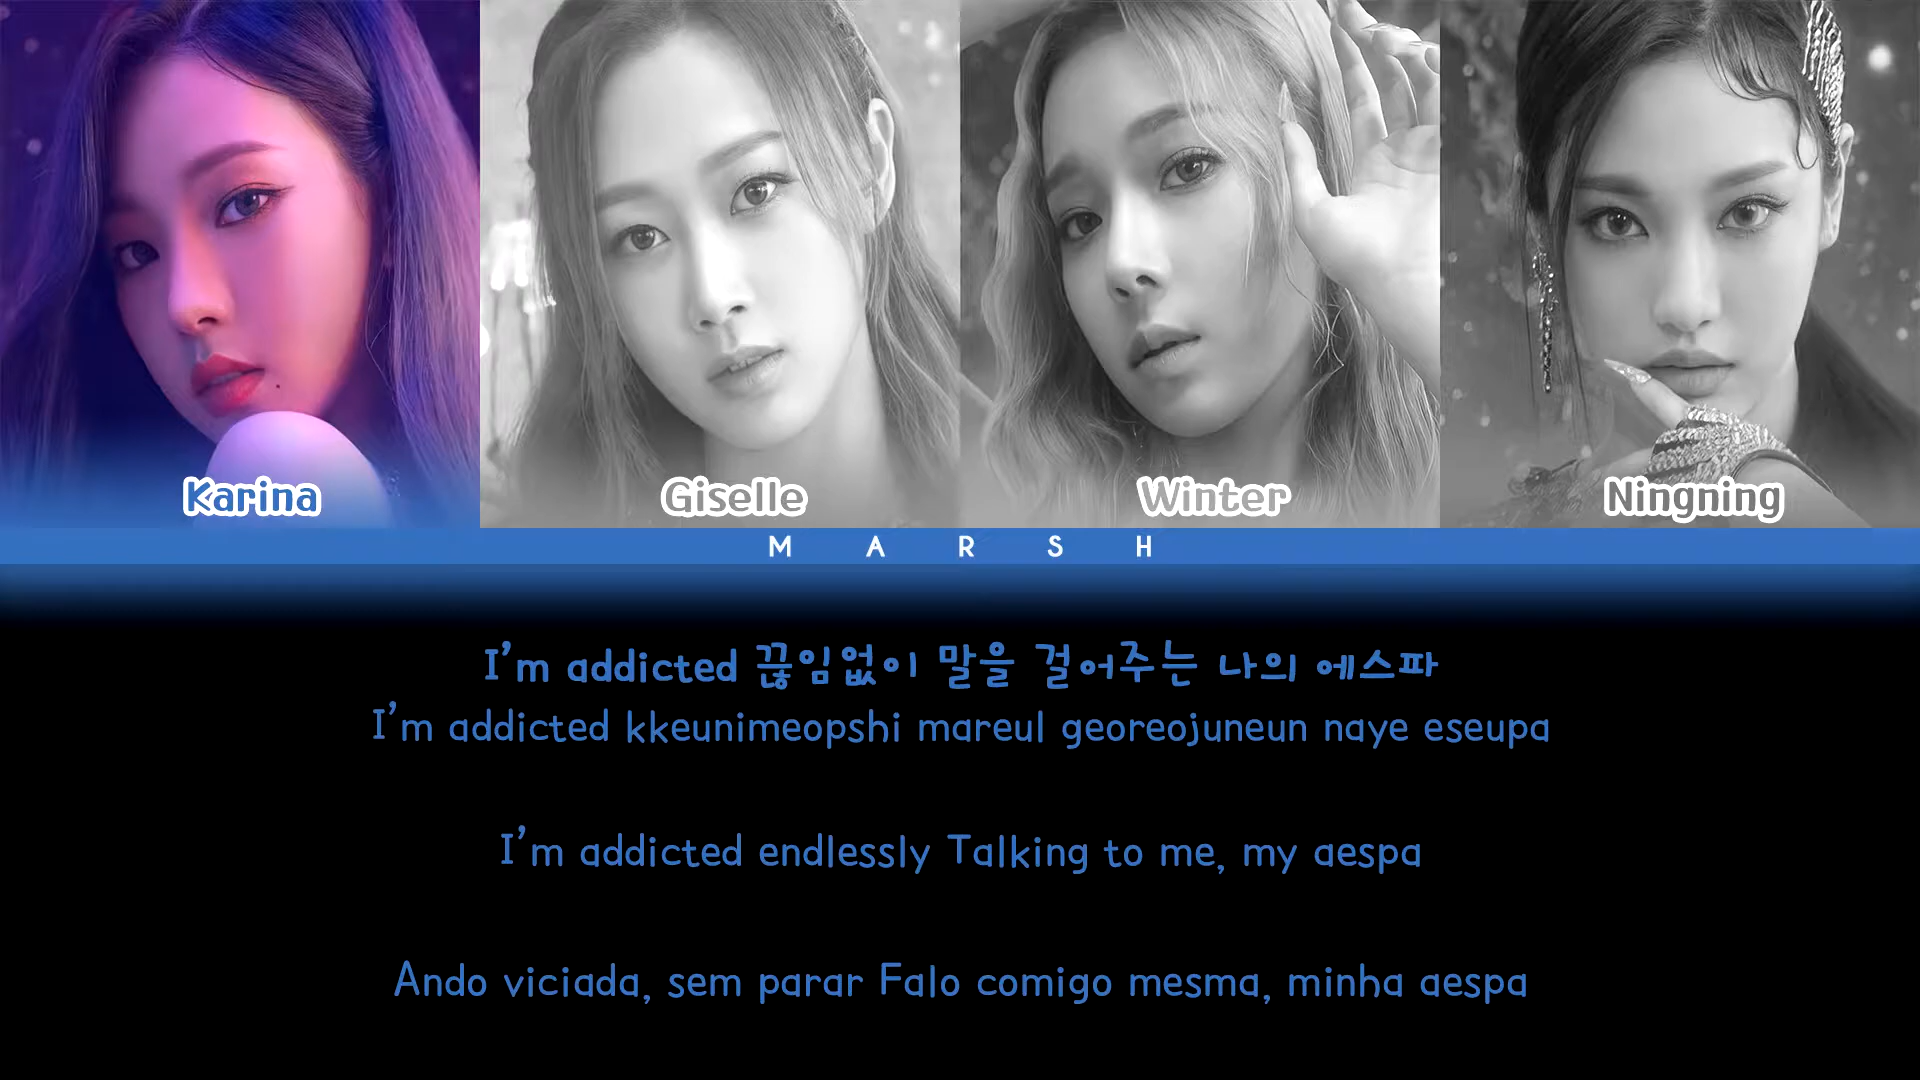 Karina
Giselle
Winter
Ningning
MARSH
I'm addicted 끊임없이 말을 걸어주는 나의 에스파
I'm addicted kkeunimeopshi mareul georeojuneun naye eseupa
I'm addicted endlessly Talking to me, my aespa
Ando viciada, sem parar Falo comigo mesma, minha aespa